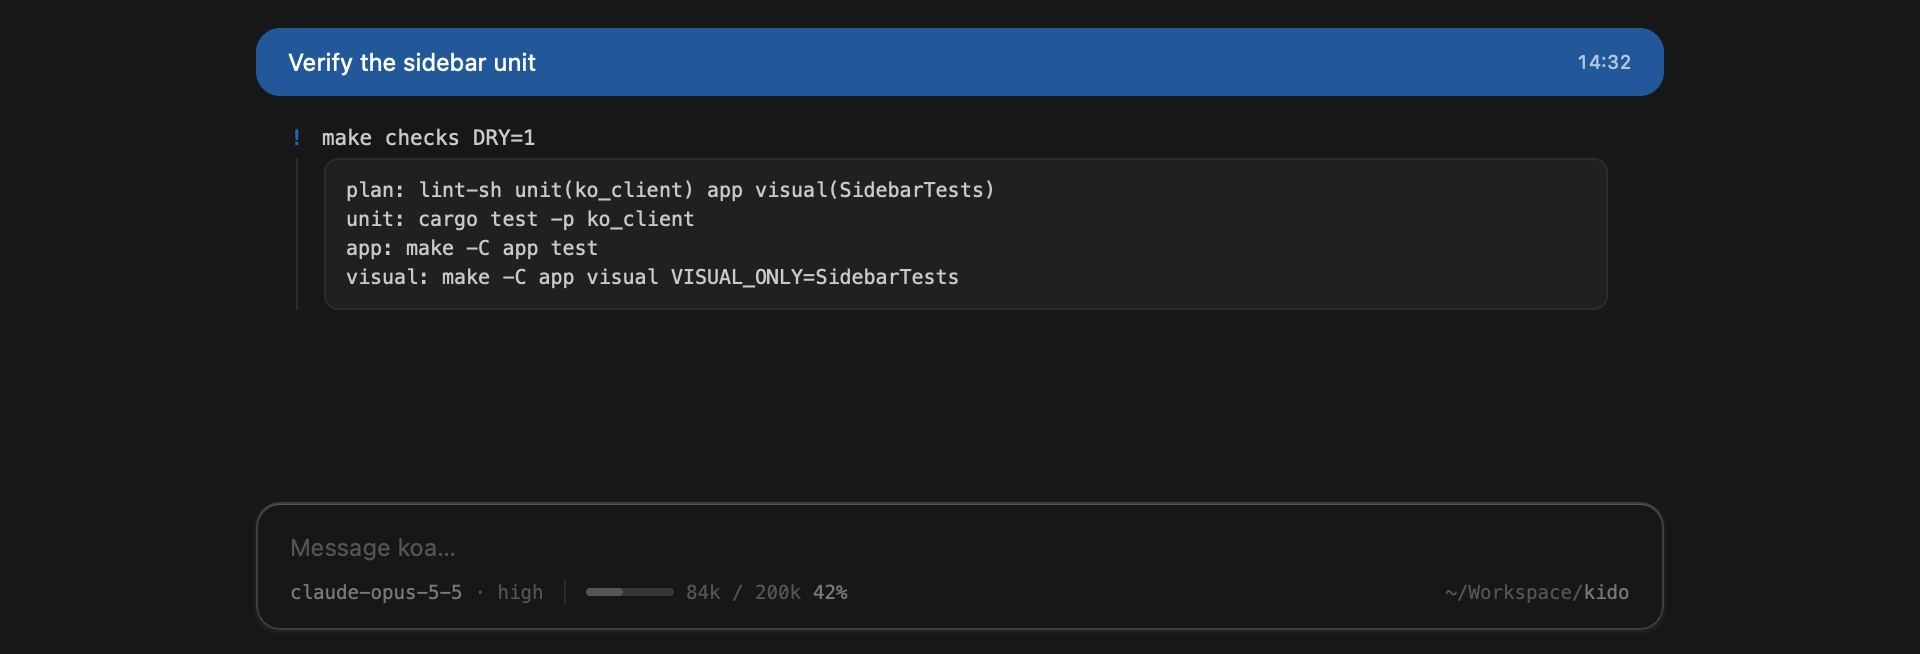 Verify the sidebar unit 14:32
! make checks DRY=1
plan: lint-sh unit(ko_client) app visual(SidebarTests)
unit: cargo test -p ko_client
app: make -C app test
visual: make -C app visual VISUAL_ONLY=SidebarTests
Message koa...
claude-opus-5-5 · high 84k / 200k 42% ~/Workspace/kido